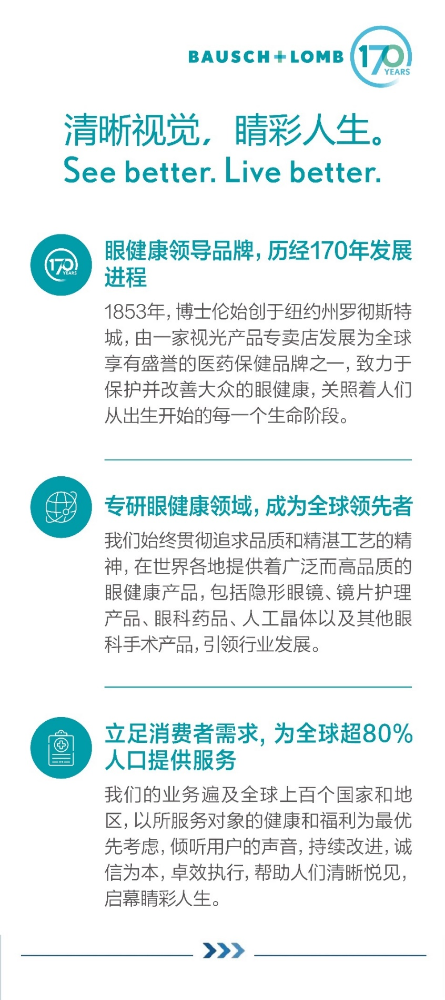 BAUSCH+LOMB 170 YEARS
清晰视觉，睛彩人生。
See better. Live better.
170 YEARS
眼健康领导品牌，历经170年发展
进程
1853年，博士伦始创于纽约州罗彻斯特
城，由一家视光产品专卖店发展为全球
享有盛誉的医药保健品牌之一，致力于
保护并改善大众的眼健康，关照着人们
从出生开始的每一个生命阶段。
专研眼健康领域，成为全球领先者
我们始终贯彻追求品质和精湛工艺的精
神，在世界各地提供着广泛而高品质的
眼健康产品，包括隐形眼镜、镜片护理
产品、眼科药品、人工晶体以及其他眼
科手术产品，引领行业发展。
立足消费者需求，为全球超80%
人口提供服务
我们的业务遍及全球上百个国家和地
区，以所服务对象的健康和福利为最优
先考虑，倾听用户的声音，持续改进，诚
信为本，卓效执行，帮助人们清晰悦见，
启幕睛彩人生。